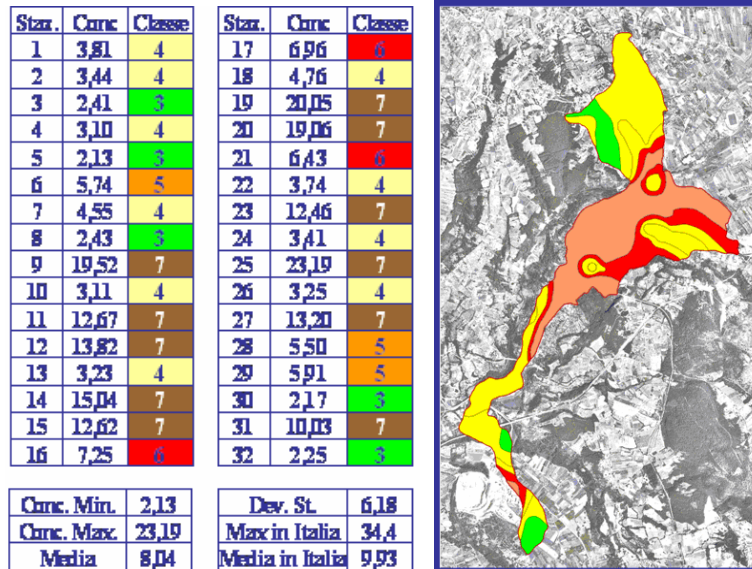 Staz. Conc Classe
1 3,81 4
2 3,44 4
3 2,41 3
4 3,10 4
5 2,13 3
6 5,74 5
7 4,55 4
8 2,43 3
9 19,52 7
10 3,11 4
11 12,67 7
12 13,82 7
13 3,23 4
14 15,04 7
15 12,62 7
16 7,25 6
Conc. Min. 2,13
Conc. Max. 23,19
Media 8,04
Staz. Conc Classe
17 6,96 6
18 4,76 4
19 20,05 7
20 19,06 7
21 6,43 6
22 3,74 4
23 12,46 7
24 3,41 4
25 23,19 7
26 3,25 4
27 13,20 7
28 5,50 5
29 5,91 5
30 2,17 3
31 10,03 7
32 2,25 3
Dev. St. 6,18
Max in Italia 34,4
Media in Italia 9,93